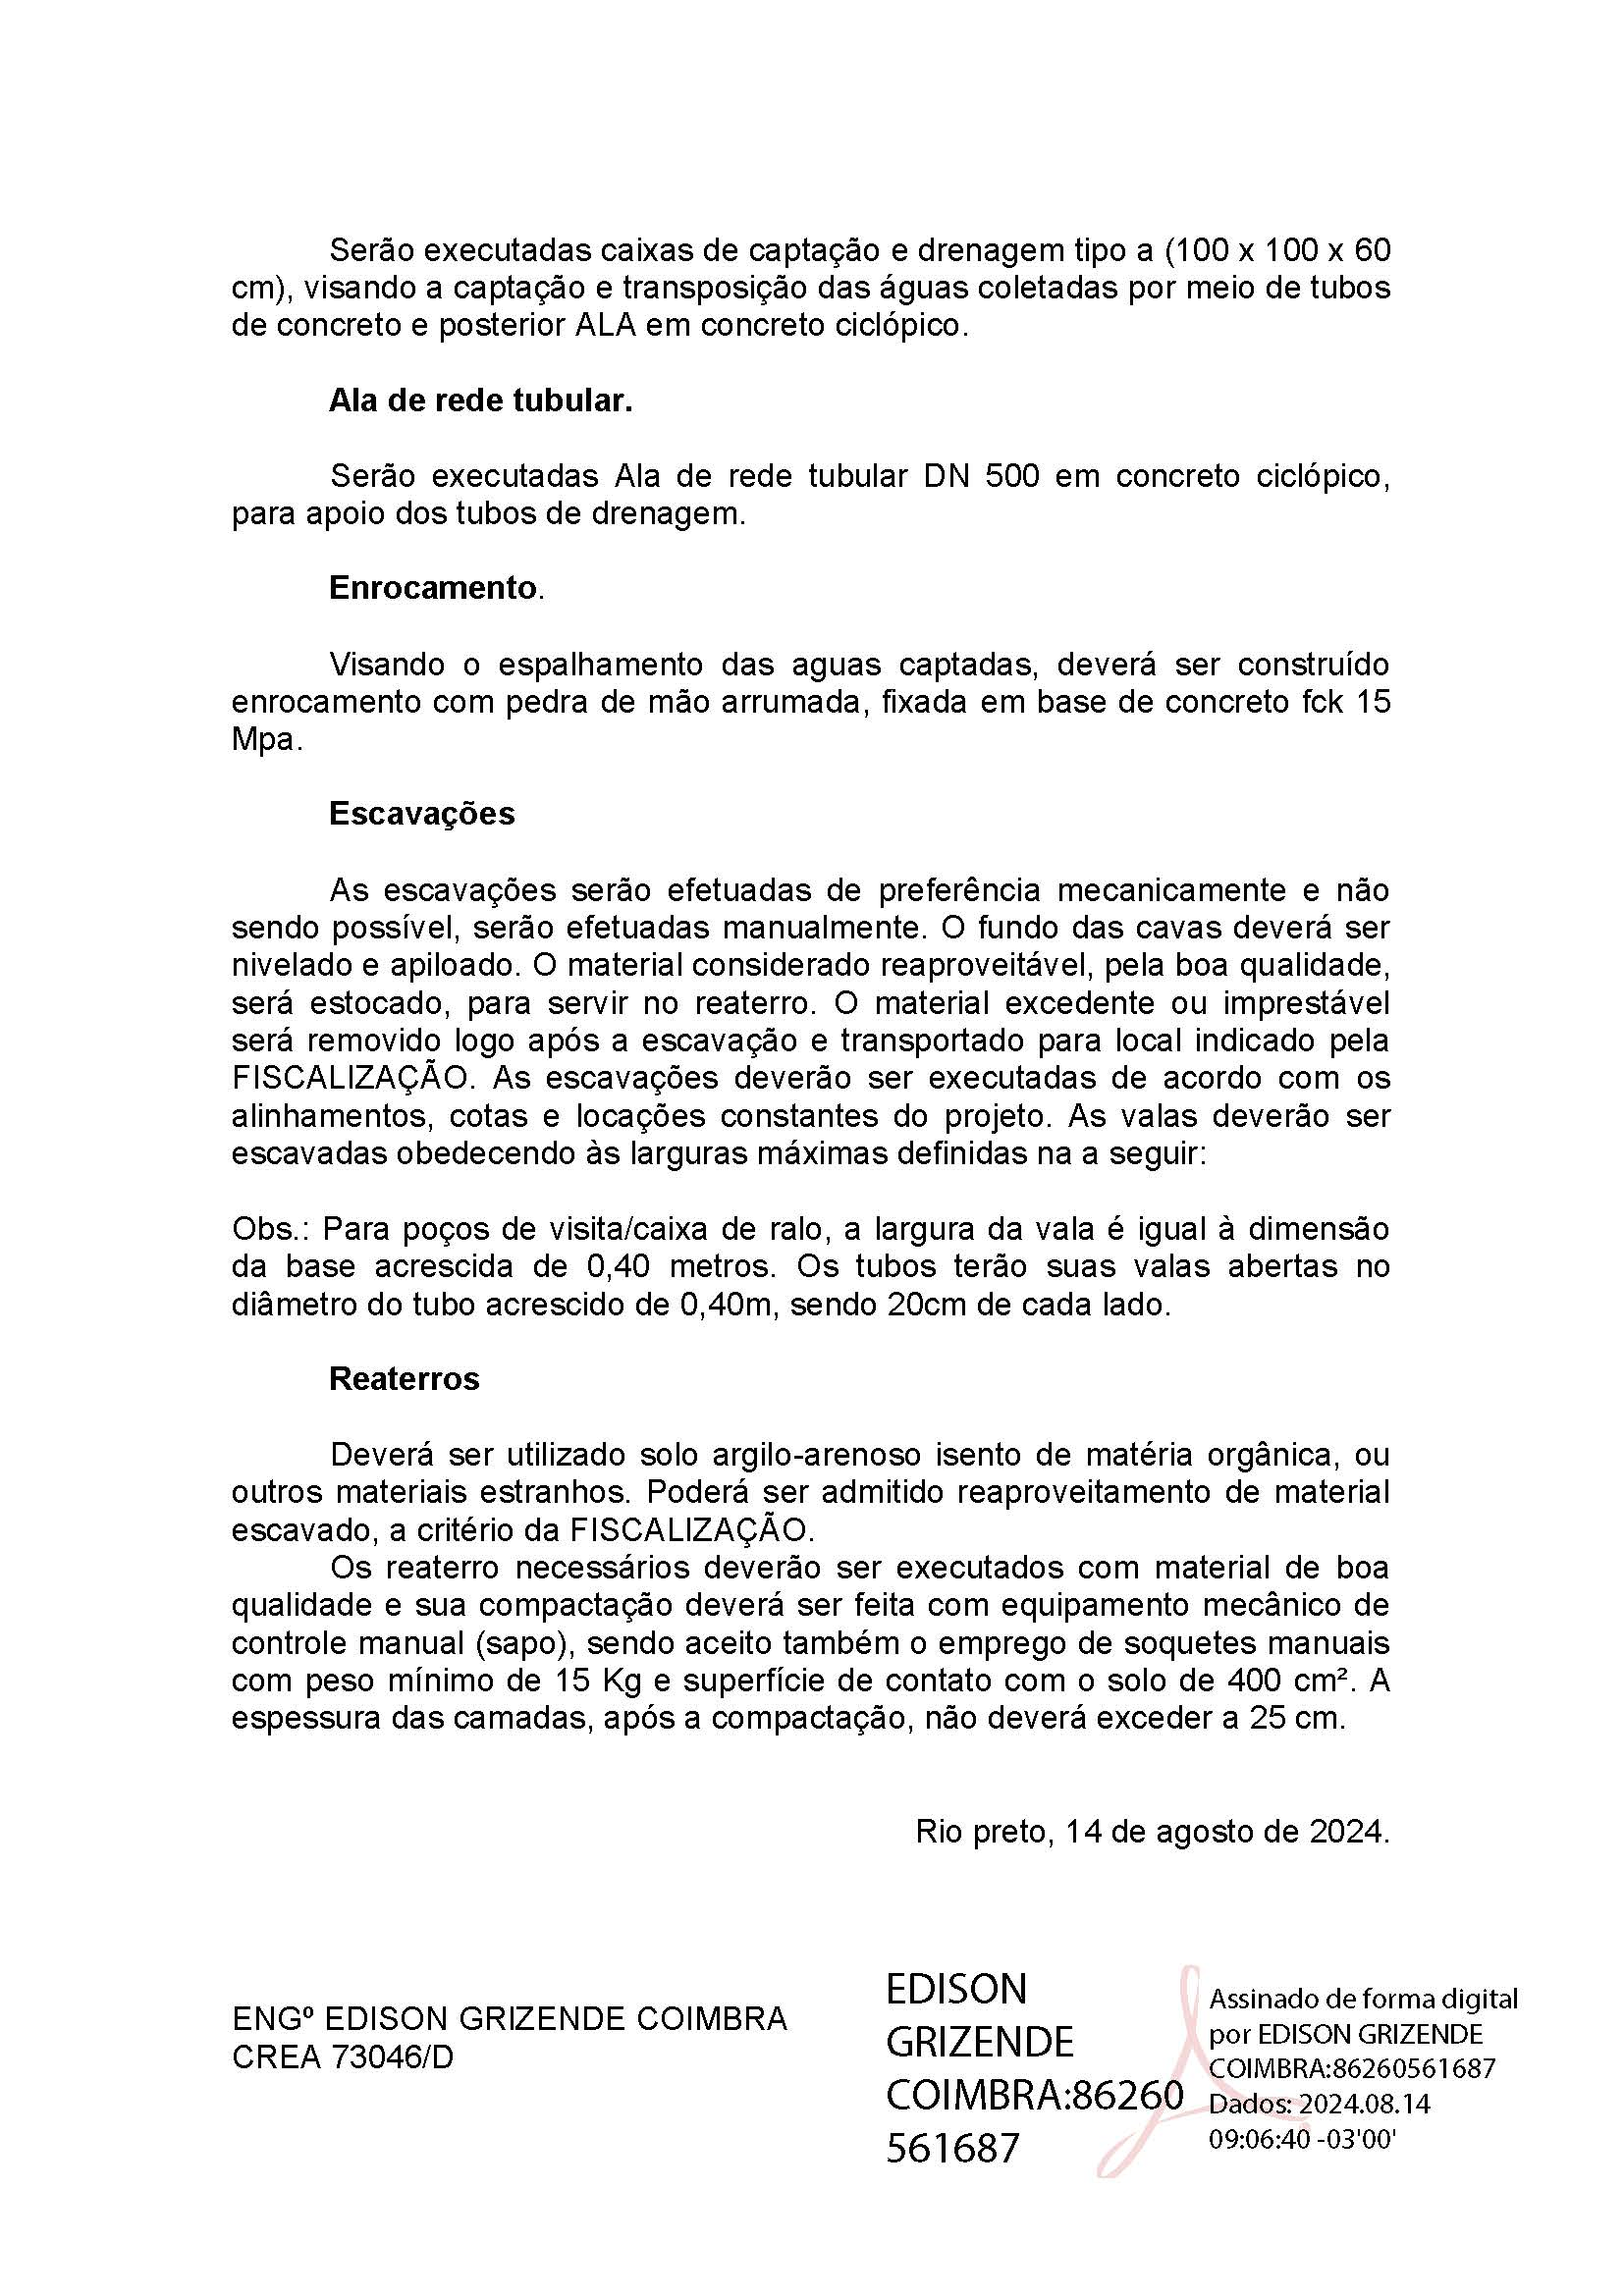 Serão executadas caixas de captação e drenagem tipo a (100 x 100 x 60
cm), visando a captação e transposição das águas coletadas por meio de tubos
de concreto e posterior ALA em concreto ciclópico.
Ala de rede tubular.
Serão executadas Ala de rede tubular DN 500 em concreto ciclópico,
para apoio dos tubos de drenagem.
Enrocamento.
Visando o espalhamento das aguas captadas, deverá ser construído
enrocamento com pedra de mão arrumada, fixada em base de concreto fck 15
Mpa.
Escavações
As escavações serão efetuadas de preferência mecanicamente e não
sendo possível, serão efetuadas manualmente. O fundo das cavas deverá ser
nivelado e apiloado. O material considerado reaproveitável, pela boa qualidade,
será estocado, para servir no reaterro. O material excedente ou imprestável
será removido logo após a escavação e transportado para local indicado pela
FISCALIZAÇÃO. As escavações deverão ser executadas de acordo com os
alinhamentos, cotas e locações constantes do projeto. As valas deverão ser
escavadas obedecendo às larguras máximas definidas na a seguir:
Obs.: Para poços de visita/caixa de ralo, a largura da vala é igual à dimensão
da base acrescida de 0,40 metros. Os tubos terão suas valas abertas no
diâmetro do tubo acrescido de 0,40m, sendo 20cm de cada lado.
Reaterros
Deverá ser utilizado solo argilo-arenoso isento de matéria orgânica, ou
outros materiais estranhos. Poderá ser admitido reaproveitamento de material
escavado, a critério da FISCALIZAÇÃO.
Os reaterro necessários deverão ser executados com material de boa
qualidade e sua compactação deverá ser feita com equipamento mecânico de
controle manual (sapo), sendo aceito também o emprego de soquetes manuais
com peso mínimo de 15 Kg e superfície de contato com o solo de 400 cm². A
espessura das camadas, após a compactação, não deverá exceder a 25 cm.
Rio preto, 14 de agosto de 2024.
ENGº EDISON GRIZENDE COIMBRA
CREA 73046/D
EDISON
GRIZENDE
COIMBRA:86260
561687
Assinado de forma digital
por EDISON GRIZENDE
COIMBRA:86260561687
Dados: 2024.08.14
09:06:40 -03'00'